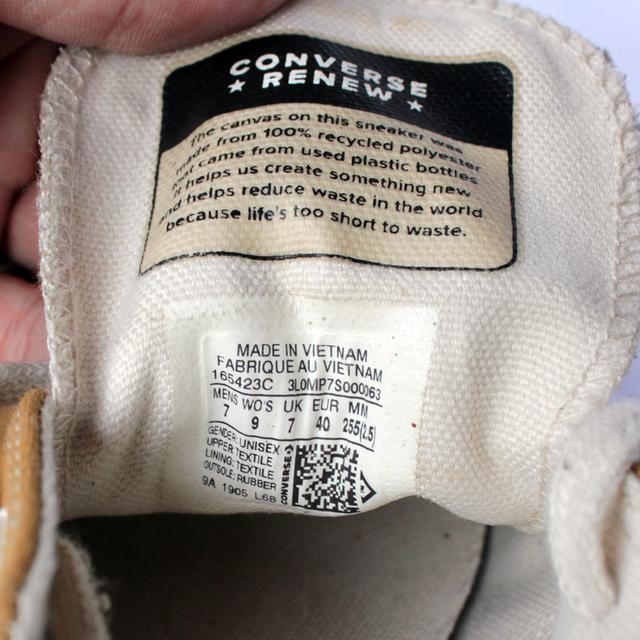 CONVERSE
★ RENEW ★
The canvas on this sneaker was
made from 100% recycled polyester
that came from used plastic bottles
It helps us create something new
and helps reduce waste in the world
because life's too short to waste.
MADE IN VIETNAM
FABRIQUE AU VIETNAM
165423C 3L0MP7S000063
MENS WO'S UK EUR MM
7 9 7 40 255(2.5)
GENDER: UNISEX
UPPER:TEXTILE
LINING: TEXTILE
OUTSOLE: RUBBER
9A 1905 L68
CONVERSE